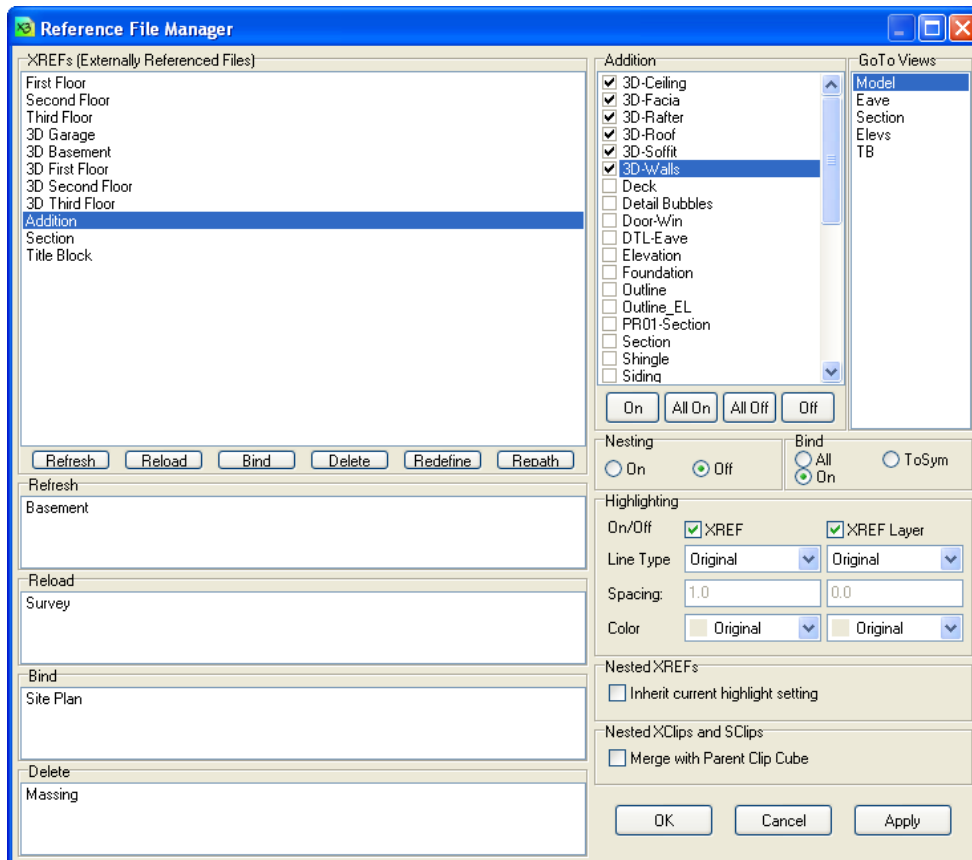 X3 Reference File Manager
XREFs (Externally Referenced Files)
First Floor
Second Floor
Third Floor
3D Garage
3D Basement
3D First Floor
3D Second Floor
3D Third Floor
Addition
Section
Title Block
Refresh Reload Bind Delete Redefine Repath
Refresh
Basement
Reload
Survey
Bind
Site Plan
Delete
Massing
Addition
3D-Ceiling
3D-Facia
3D-Rafter
3D-Roof
3D-Soffit
3D-Walls
Deck
Detail Bubbles
Door-Win
DTL-Eave
Elevation
Foundation
Outline
Outline_EL
PR01-Section
Section
Shingle
Siding
On All On All Off Off
GoTo Views
Model
Eave
Section
Elevs
TB
Nesting
On Off
Bind
All ToSym
On
Highlighting
On/Off XREF XREF Layer
Line Type Original Original
Spacing: 1.0 0.0
Color Original Original
Nested XREFs
Inherit current highlight setting
Nested XClips and SClips
Merge with Parent Clip Cube
OK Cancel Apply